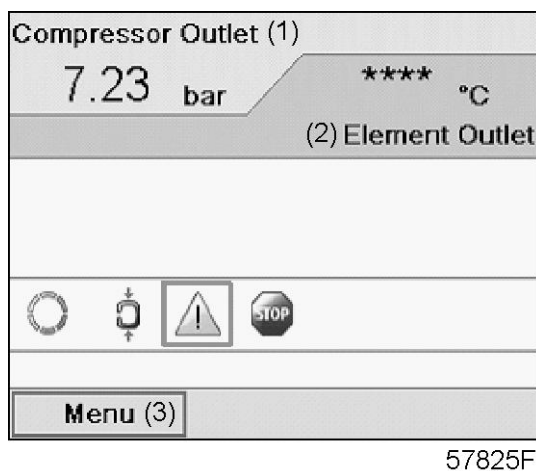 Compressor Outlet (1)
7.23 bar
**** °C
(2) Element Outlet
STOP
Menu (3)
57825F